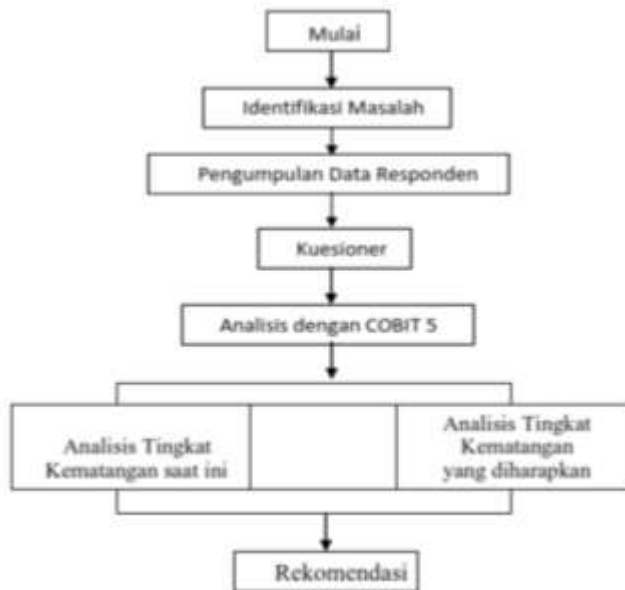 Mulai
Identifikasi Masalah
Pengumpulan Data Responden
Kuesioner
Analisis dengan COBIT 5
Analisis Tingkat
Kematangan saat ini
Analisis Tingkat
Kematangan
yang diharapkan
Rekomendasi